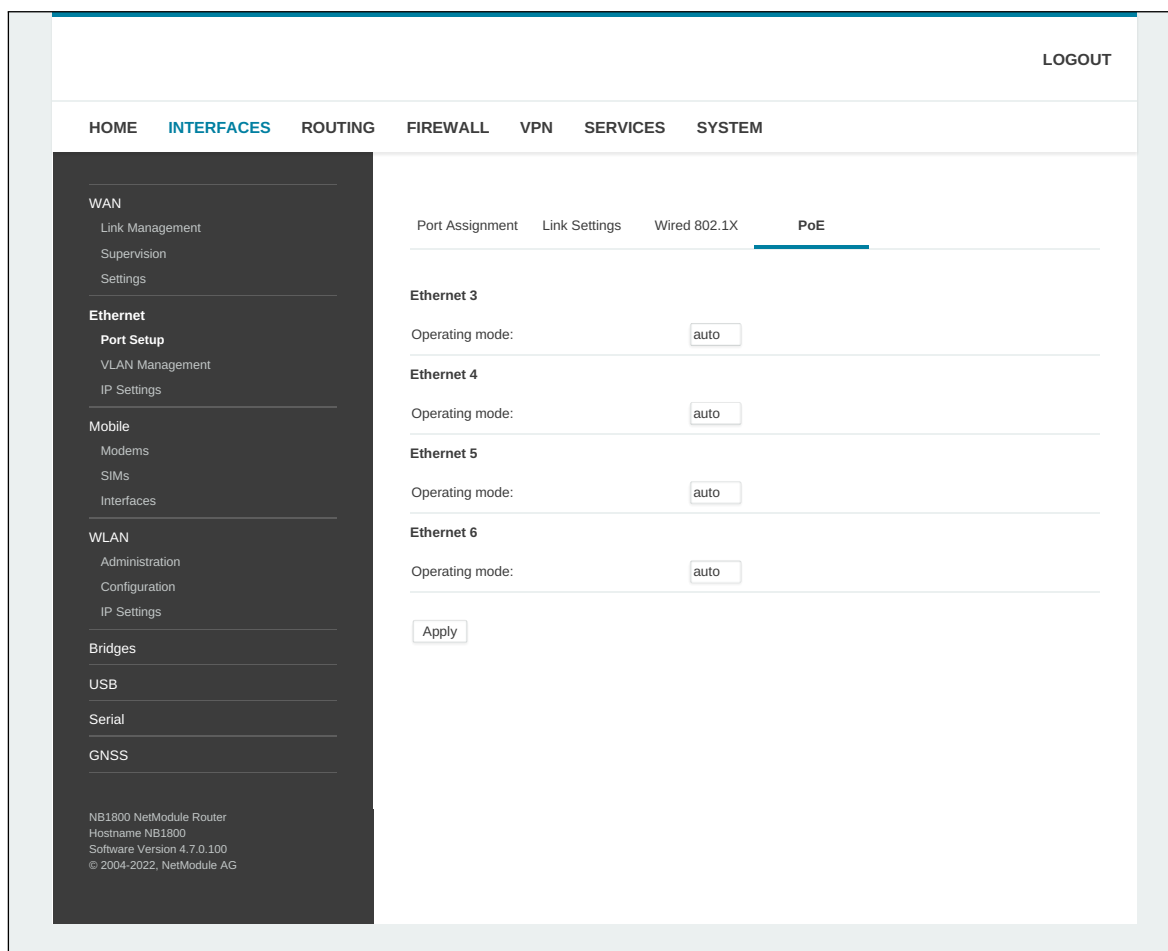 LOGOUT
HOME INTERFACES ROUTING FIREWALL VPN SERVICES SYSTEM
WAN
Link Management
Supervision
Settings
Ethernet
Port Setup
VLAN Management
IP Settings
Mobile
Modems
SIMs
Interfaces
WLAN
Administration
Configuration
IP Settings
Bridges
USB
Serial
GNSS
NB1800 NetModule Router
Hostname NB1800
Software Version 4.7.0.100
© 2004-2022, NetModule AG
Port Assignment Link Settings Wired 802.1X PoE
Ethernet 3
Operating mode: auto
Ethernet 4
Operating mode: auto
Ethernet 5
Operating mode: auto
Ethernet 6
Operating mode: auto
Apply